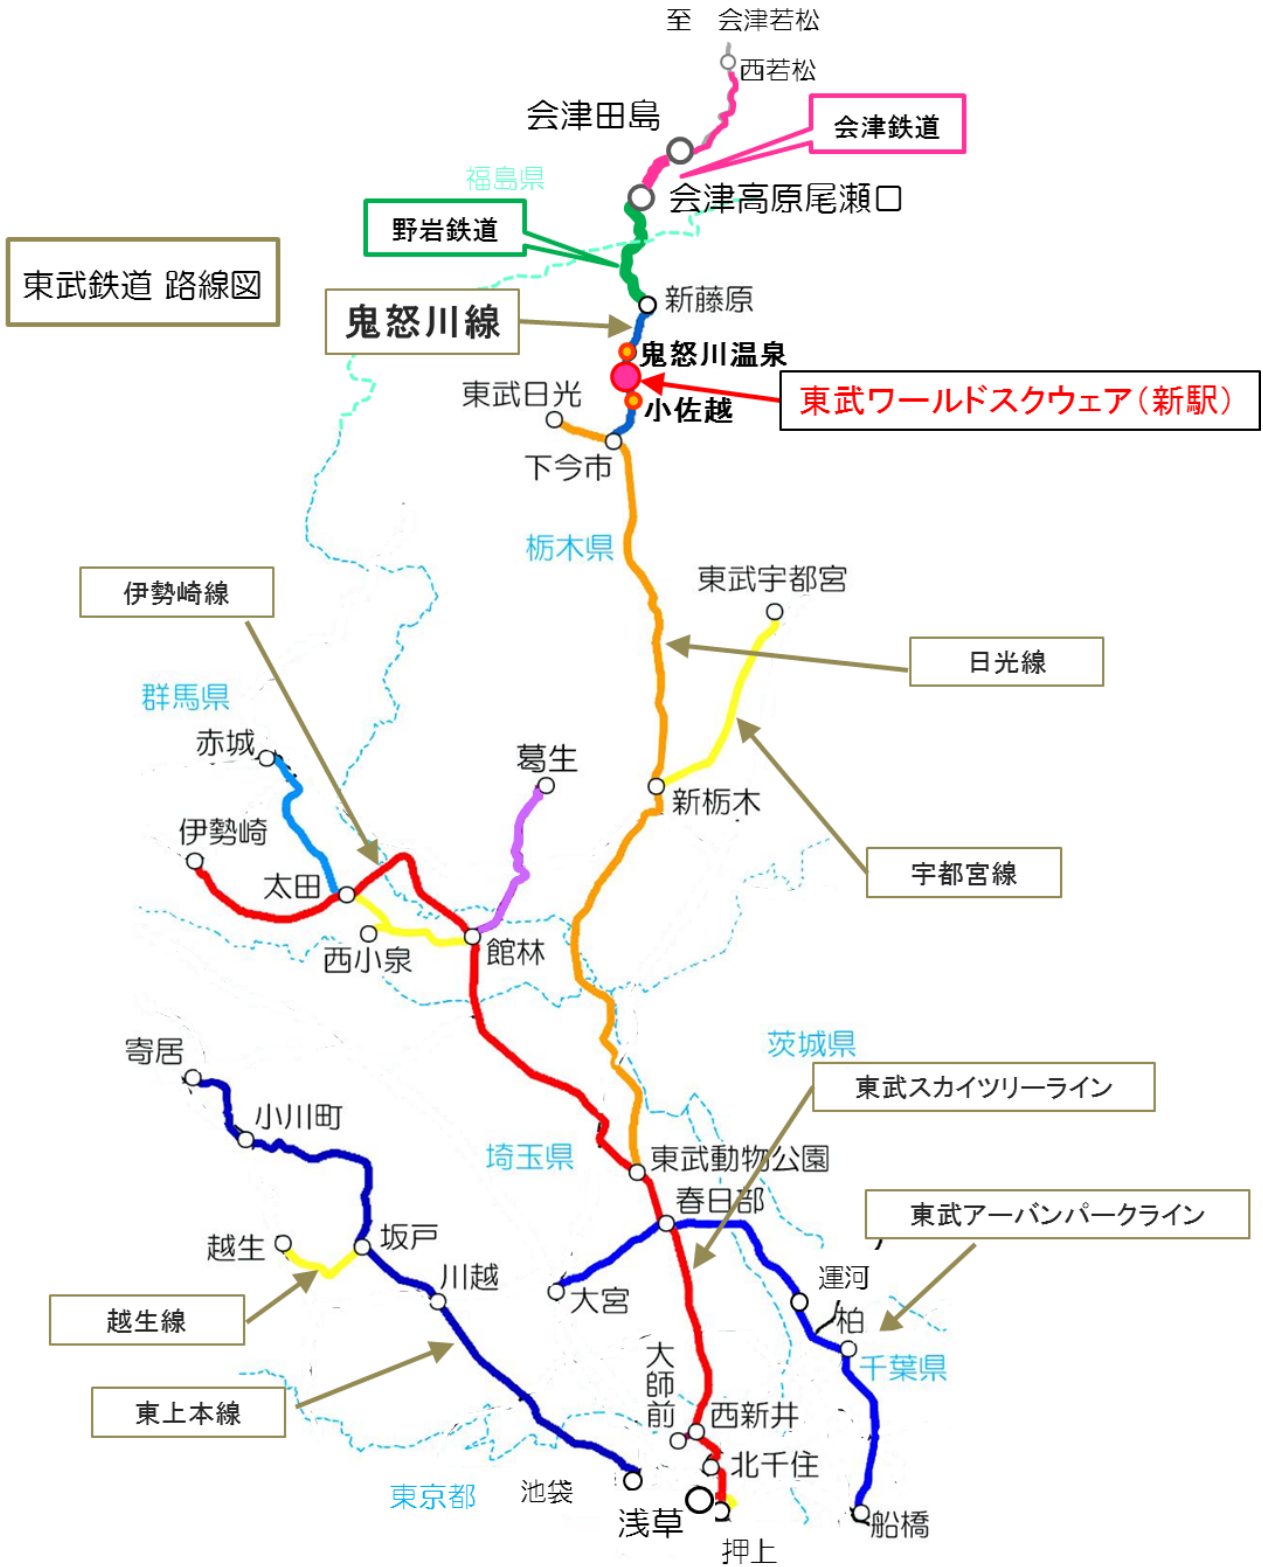 至 会津若松
西若松
会津田島
会津鉄道
福島県
会津高原尾瀬口
野岩鉄道
東武鉄道 路線図
新藤原
鬼怒川線
鬼怒川温泉
東武日光
東武ワールドスクウェア(新駅)
小佐越
下今市
栃木県
東武宇都宮
伊勢崎線
日光線
群馬県
赤城
葛生
新栃木
伊勢崎
宇都宮線
太田
西小泉
館林
茨城県
寄居
東武スカイツリーライン
小川町
埼玉県
東武動物公園
春日部
東武アーバンパークライン
越生
坂戸
川越
大宮
運河
柏
越生線
千葉県
大師前
東上本線
西新井
北千住
東京都
池袋
浅草
船橋
押上